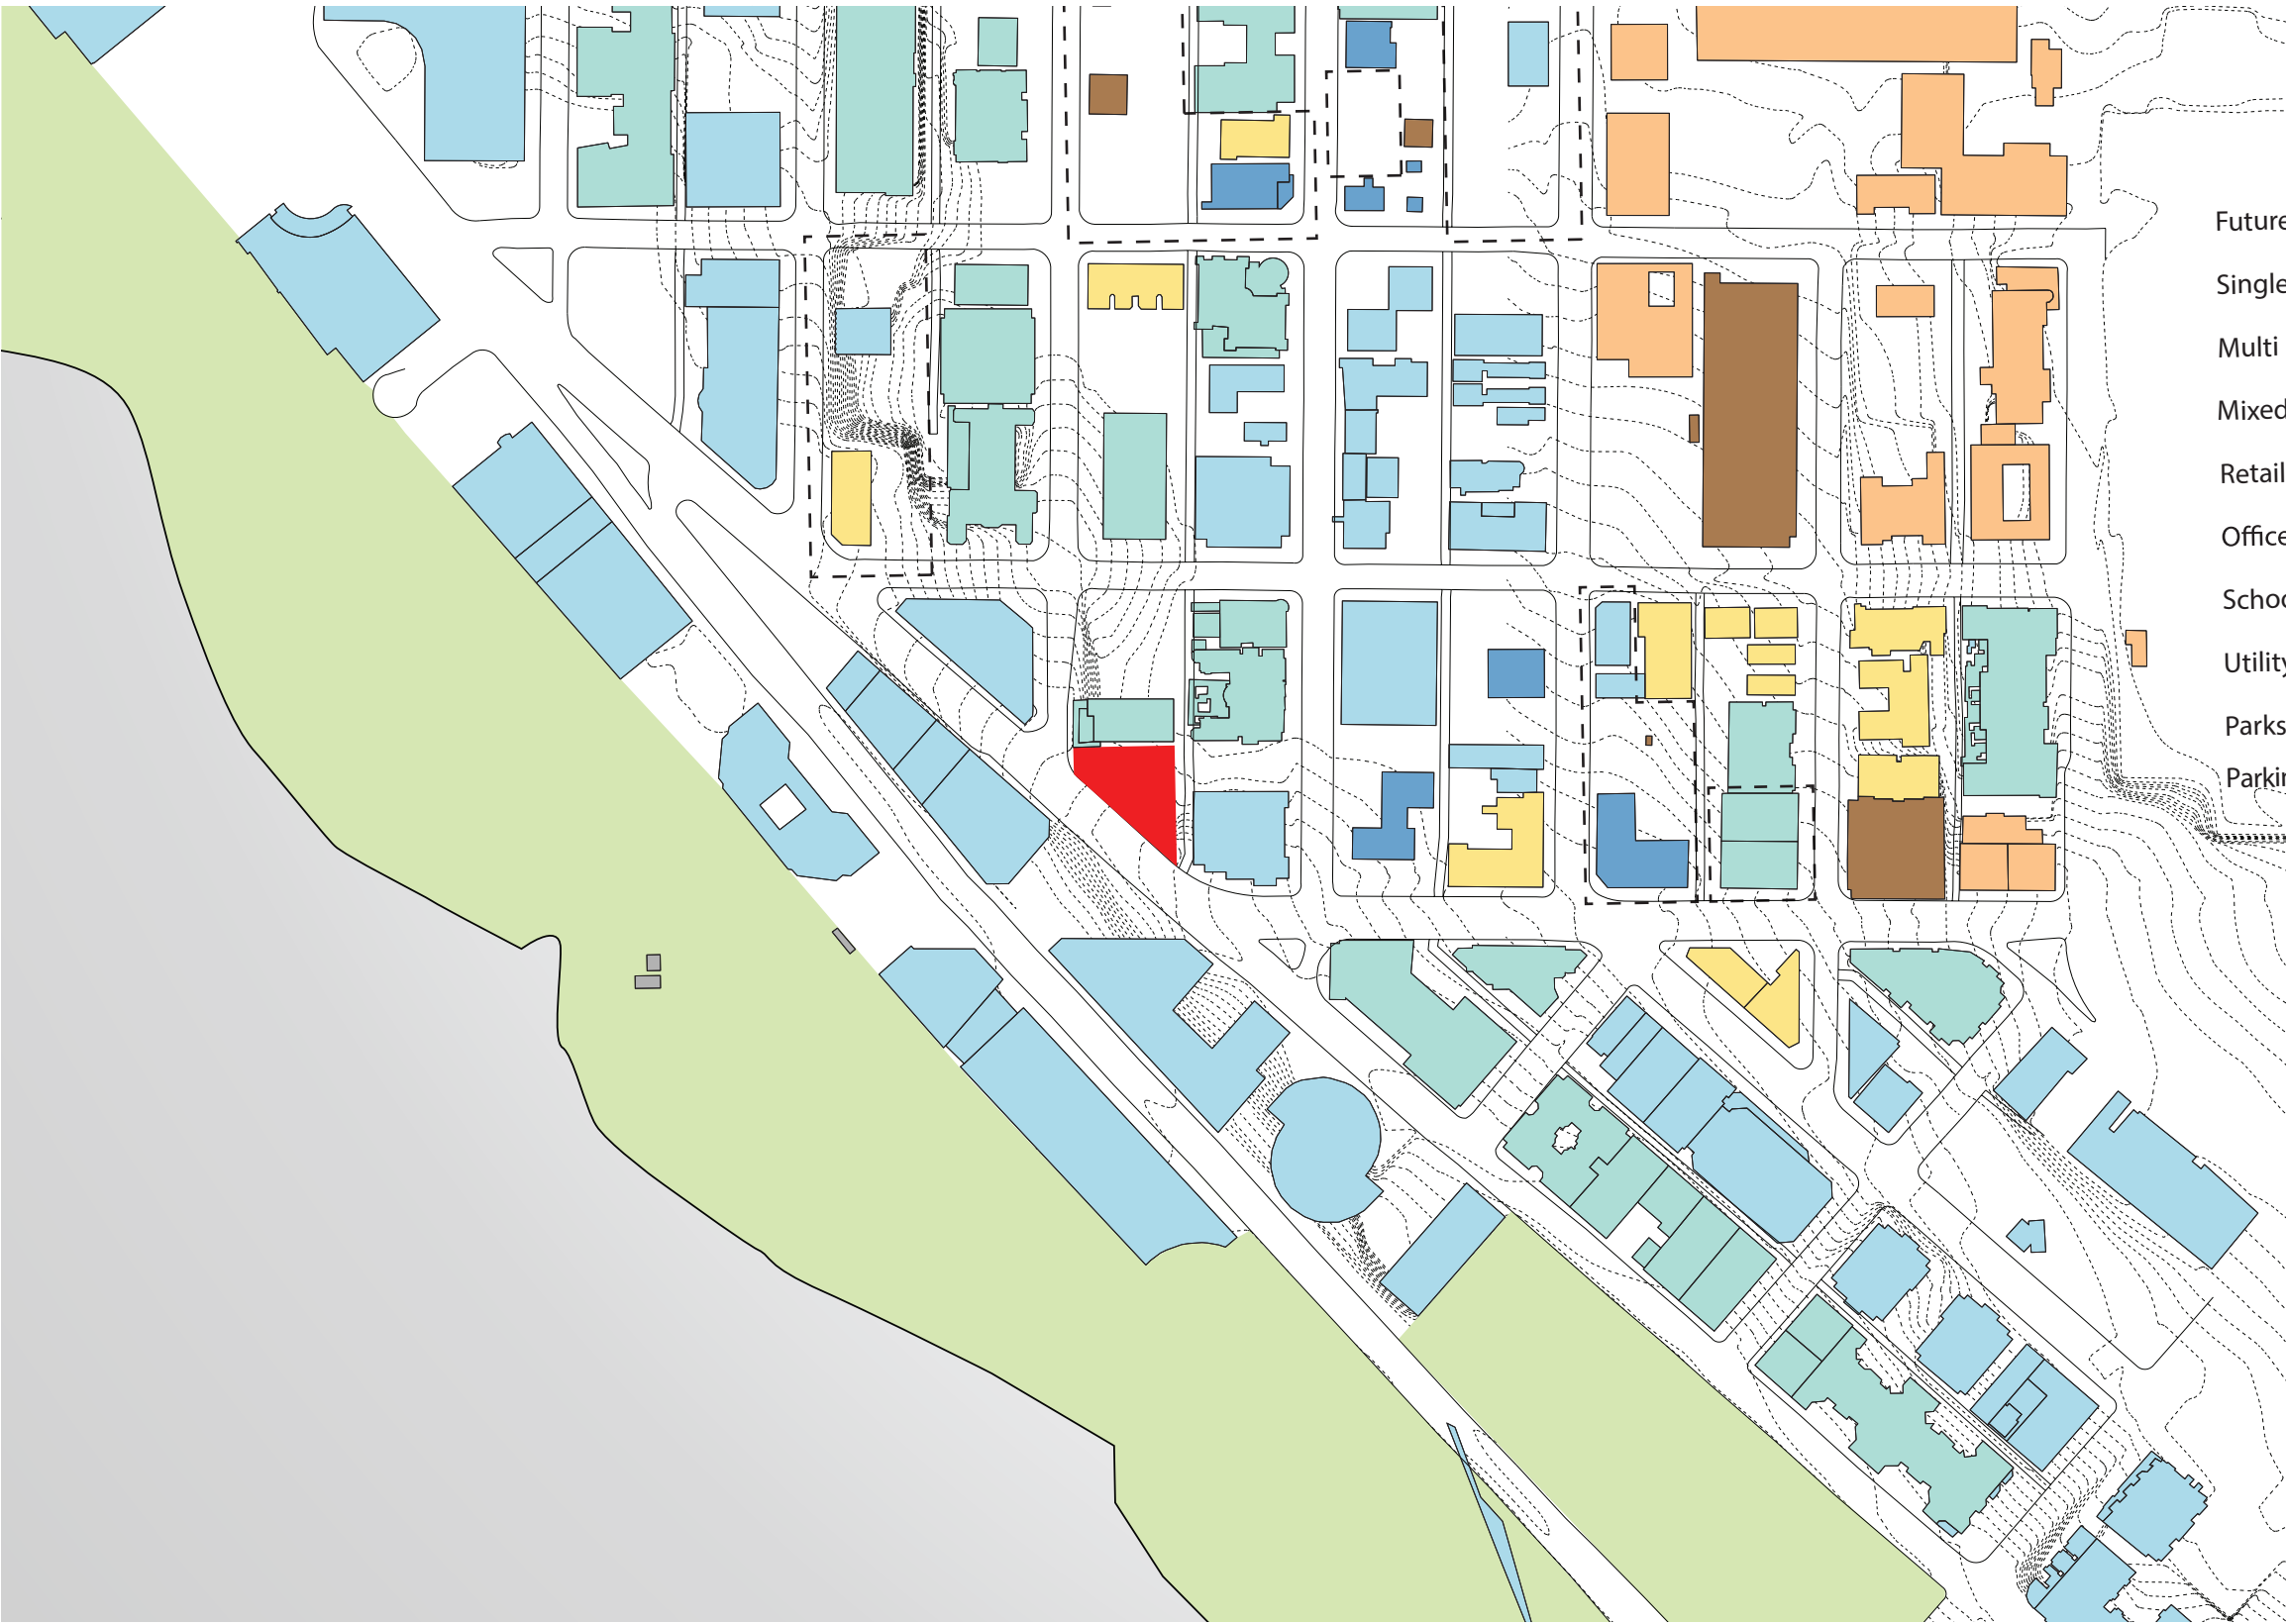 Future
Single
Multi
Mixed
Retail
Office
Schoo
Utility
Parks
Parkin